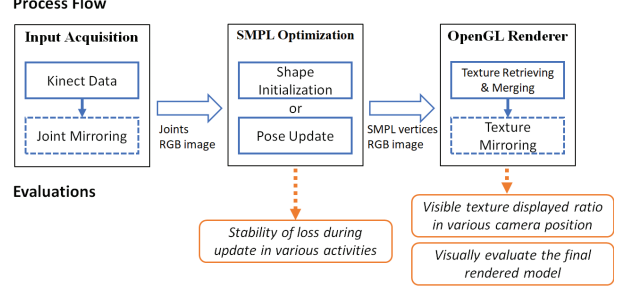 Process Flow
Input Acquisition
Kinect Data
Joint Mirroring
Joints
RGB image
SMPL Optimization
Shape
Initialization
or
Pose Update
SMPL vertices
RGB image
OpenGL Renderer
Texture Retrieving
& Merging
Texture
Mirroring
Evaluations
Stability of loss during
update in various activities
Visible texture displayed ratio
in various camera position
Visually evaluate the final
rendered model